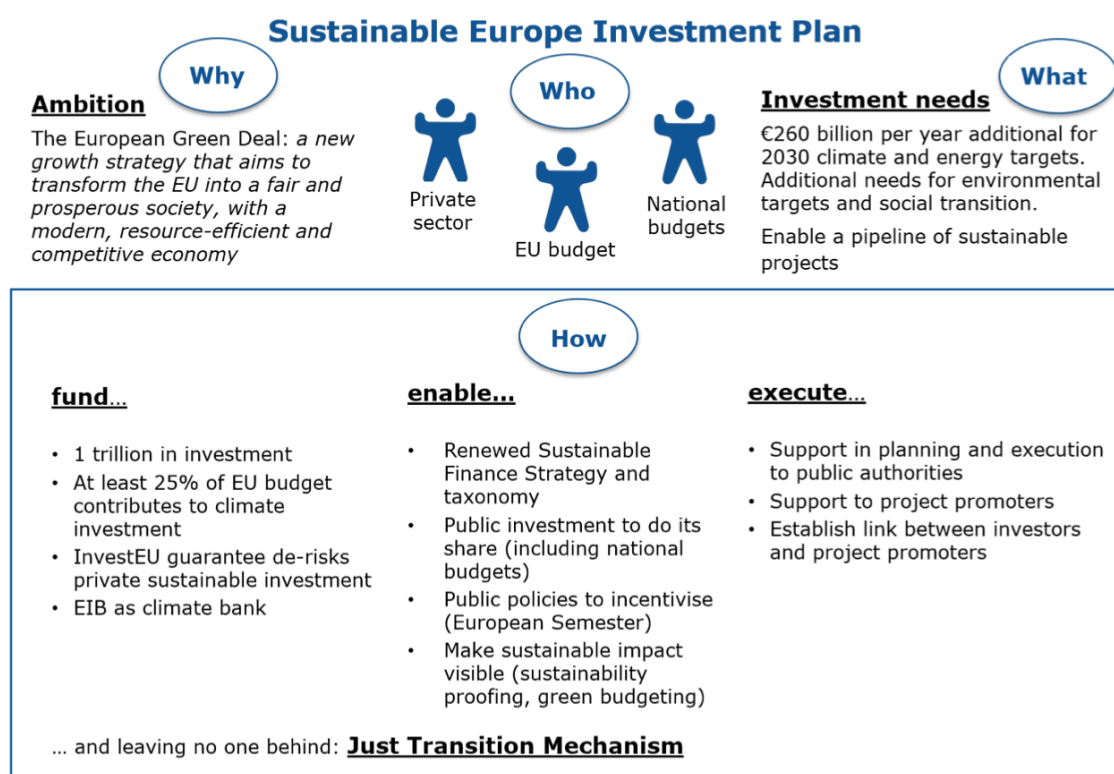 Sustainable Europe Investment Plan
Why
Ambition
The European Green Deal: a new
growth strategy that aims to
transform the EU into a fair and
prosperous society, with a
modern, resource-efficient and
competitive economy
Who
Private
sector
EU budget
National
budgets
What
Investment needs
€260 billion per year additional for
2030 climate and energy targets.
Additional needs for environmental
targets and social transition.
Enable a pipeline of sustainable
projects
How
fund...
• 1 trillion in investment
• At least 25% of EU budget
contributes to climate
investment
• InvestEU guarantee de-risks
private sustainable investment
• EIB as climate bank
enable...
• Renewed Sustainable
Finance Strategy and
taxonomy
• Public investment to do its
share (including national
budgets)
• Public policies to incentivise
(European Semester)
• Make sustainable impact
visible (sustainability
proofing, green budgeting)
execute...
• Support in planning and execution
to public authorities
• Support to project promoters
• Establish link between investors
and project promoters
... and leaving no one behind: Just Transition Mechanism